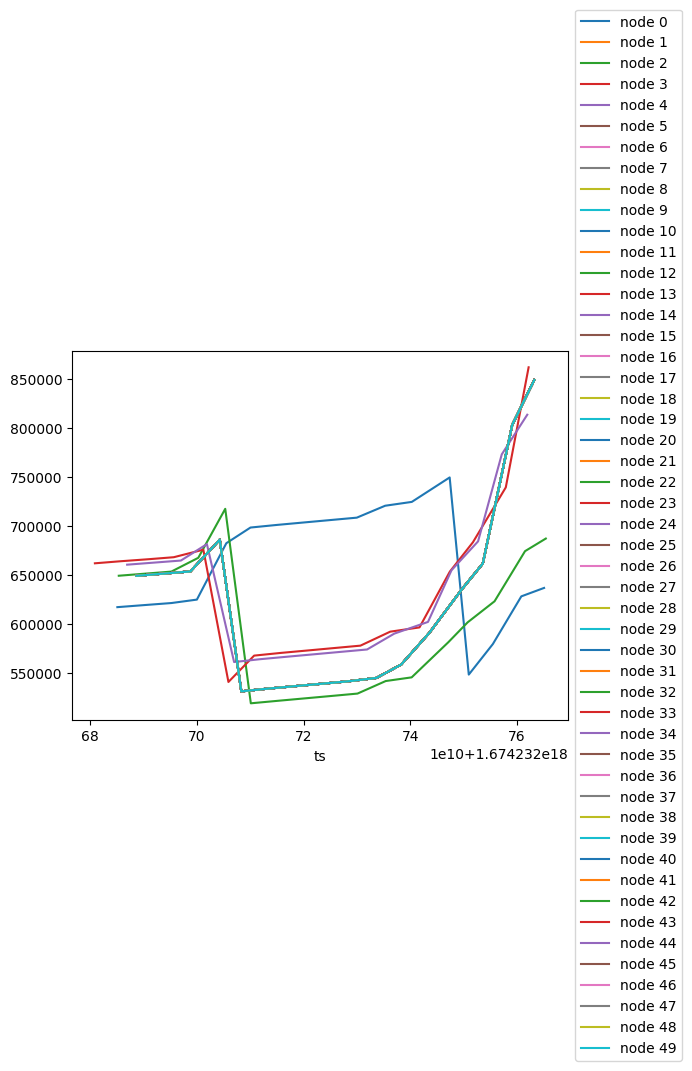 850000
800000
750000
700000
650000
600000
550000
68 70 72 74 76
ts
1e10+1.674232e18
node 0
node 1
node 2
node 3
node 4
node 5
node 6
node 7
node 8
node 9
node 10
node 11
node 12
node 13
node 14
node 15
node 16
node 17
node 18
node 19
node 20
node 21
node 22
node 23
node 24
node 25
node 26
node 27
node 28
node 29
node 30
node 31
node 32
node 33
node 34
node 35
node 36
node 37
node 38
node 39
node 40
node 41
node 42
node 43
node 44
node 45
node 46
node 47
node 48
node 49